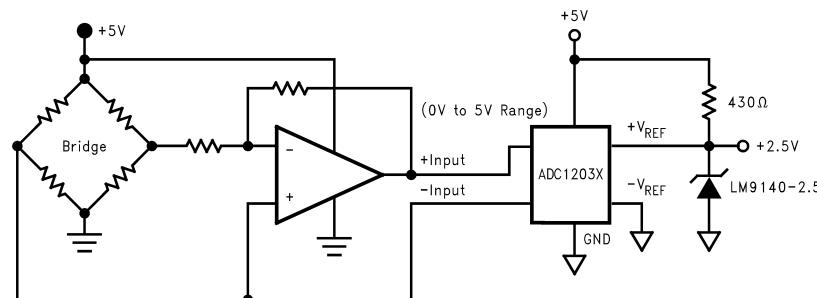 +5V
+5V
(0V to 5V Range)
430Ω
Bridge
−
+V_REF
+2.5V
+Input
ADC1203X
−Input
−V_REF
LM9140-2.5
+
GND